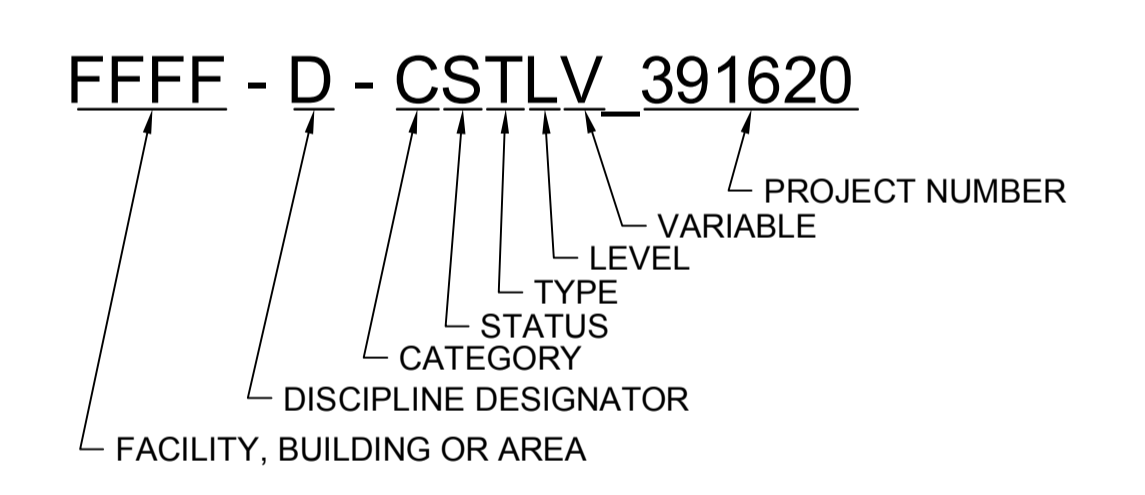 FFFF - D - CSTLV_391620
PROJECT NUMBER
VARIABLE
LEVEL
TYPE
STATUS
CATEGORY
DISCIPLINE DESIGNATOR
FACILITY, BUILDING OR AREA